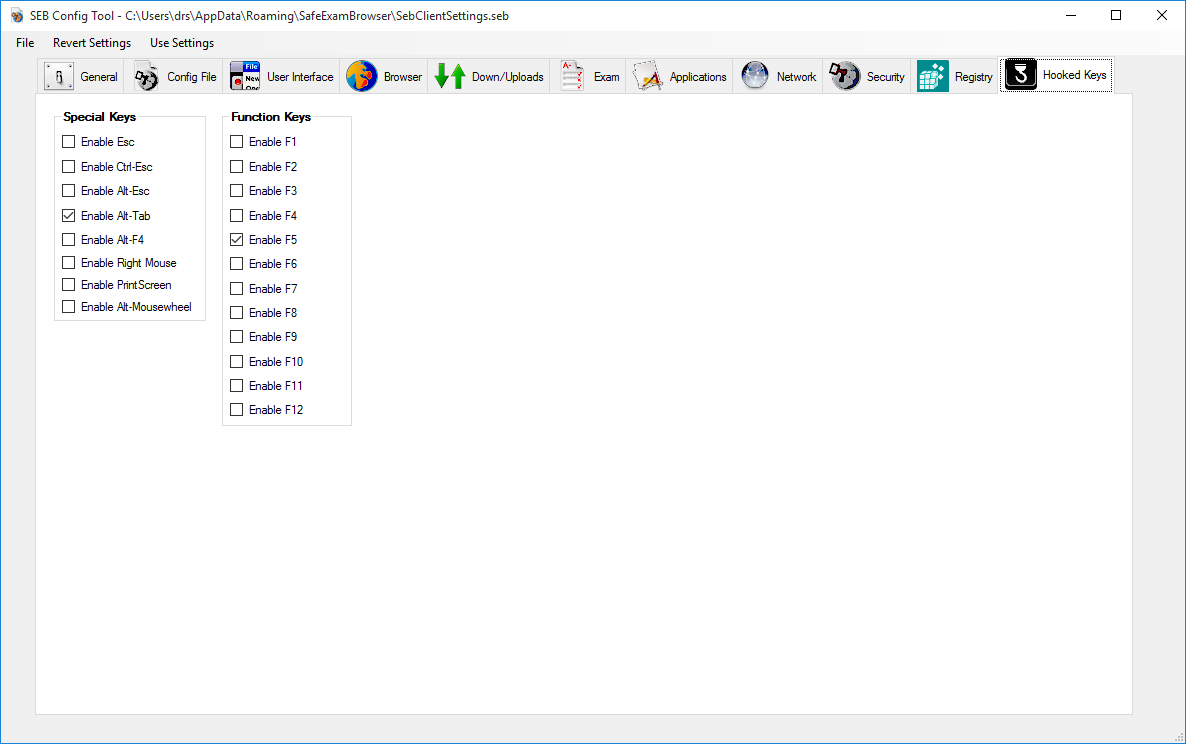 SEB Config Tool - C:\Users\drs\AppData\Roaming\SafeExamBrowser\SebClientSettings.seb
File Revert Settings Use Settings
General Config File User Interface Browser Down/Uploads Exam Applications Network Security Registry Hooked Keys
File
New
A-
Special Keys
Enable Esc
Enable Ctrl-Esc
Enable Alt-Esc
Enable Alt-Tab
Enable Alt-F4
Enable Right Mouse
Enable PrintScreen
Enable Alt-Mousewheel
Function Keys
Enable F1
Enable F2
Enable F3
Enable F4
Enable F5
Enable F6
Enable F7
Enable F8
Enable F9
Enable F10
Enable F11
Enable F12